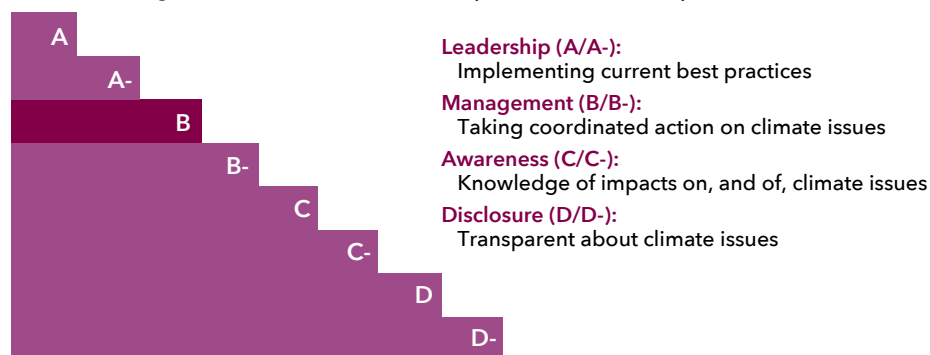 A
A-
B
B-
C
C-
D
D-
Leadership (A/A-):
Implementing current best practices
Management (B/B-):
Taking coordinated action on climate issues
Awareness (C/C-):
Knowledge of impacts on, and of, climate issues
Disclosure (D/D-):
Transparent about climate issues